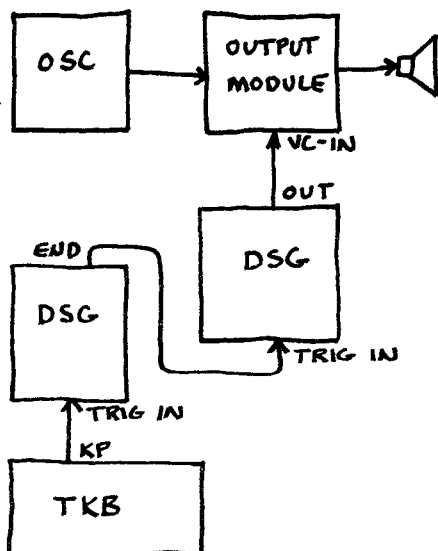 OSC
OUTPUT
MODULE
VC-IN
OUT
END
DSG
DSG
TRIG IN
TRIG IN
KP
TKB